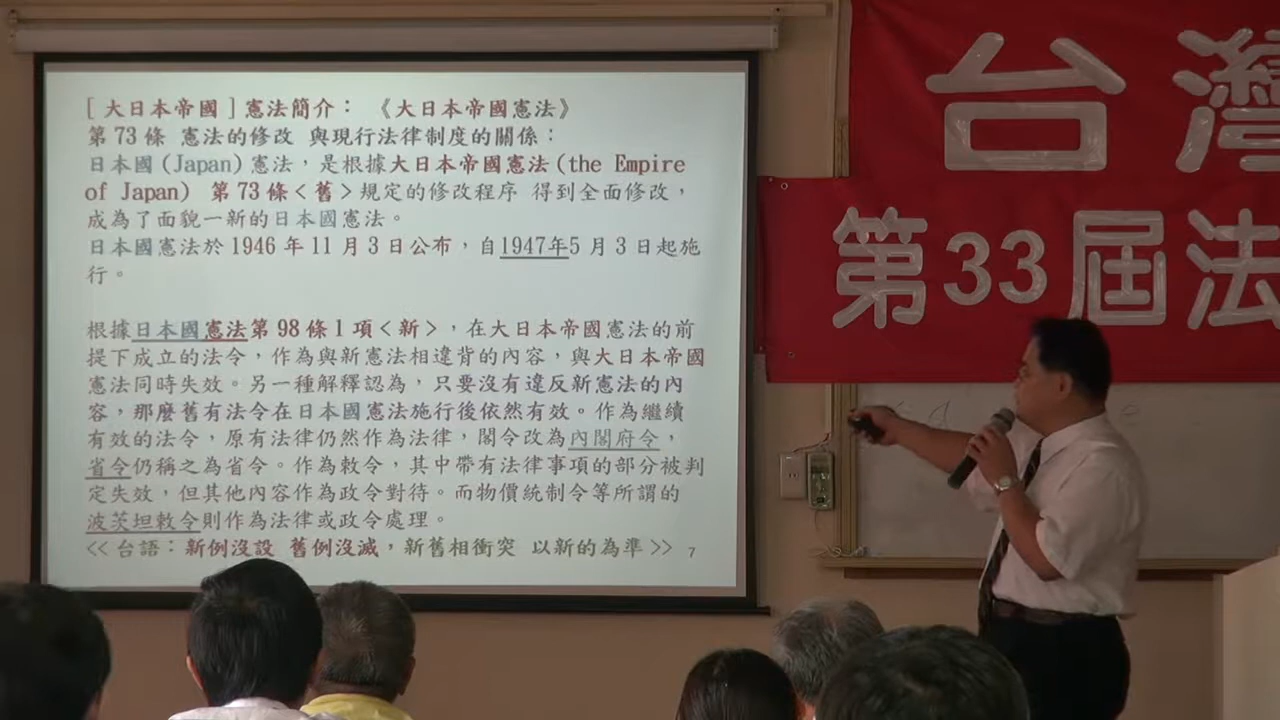 [ 大日本帝國 ] 憲法簡介： 《大日本帝國憲法》
第 73 條 憲法的修改 與現行法律制度的關係：
日本國 (Japan) 憲法，是根據大日本帝國憲法 (the Empire
of Japan) 第 73 條＜舊＞規定的修改程序 得到全面修改，
成為了面貌一新的日本國憲法。
日本國憲法於 1946 年 11 月 3 日公布，自1947年5 月 3 日起施
行。
根據日本國憲法第 98 條 1 項＜新＞，在大日本帝國憲法的前
提下成立的法令，作為與新憲法相違背的內容，與大日本帝國
憲法同時失效。另一種解釋認為，只要沒有違反新憲法的內
容，那麼舊有法令在日本國憲法施行後依然有效。作為繼續
有效的法令，原有法律仍然作為法律，閣令改為內閣府令，
省令仍稱之為省令。作為敕令，其中帶有法律事項的部分被判
定失效，但其他內容作為政令對待。而物價統制令等所謂的
波茨坦敕令則作為法律或政令處理。
<< 台語：新例沒設 舊例沒滅，新舊相衝突 以新的為準 >> 7
台灣
第33屆法